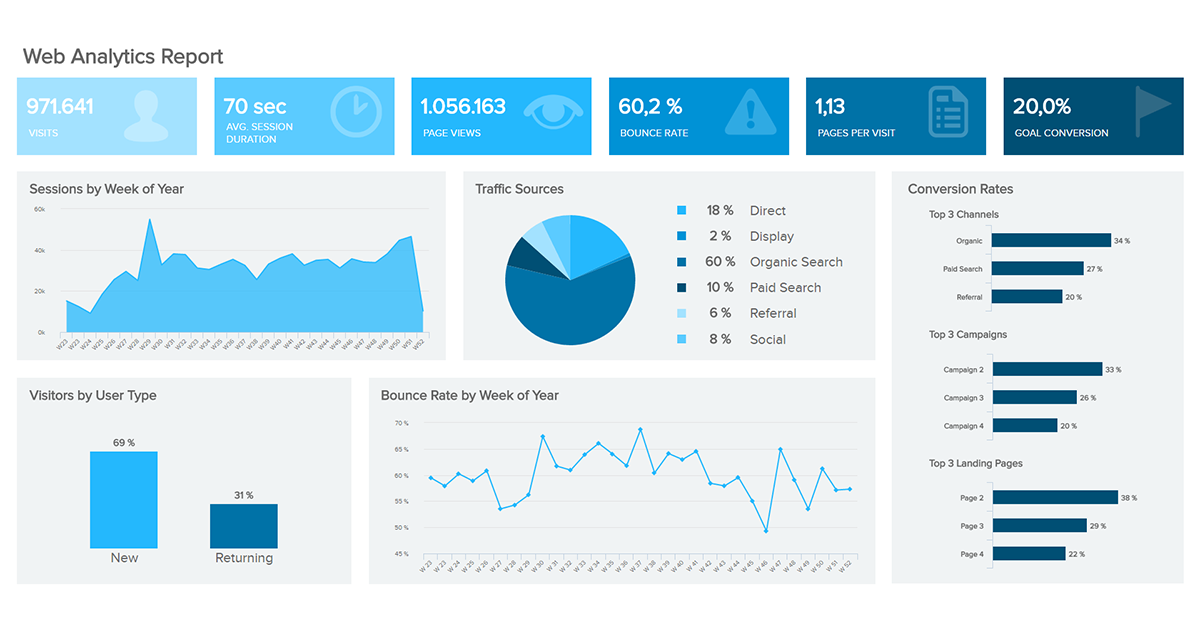 Web Analytics Report
971.641
VISITS
70 sec
AVG. SESSION
DURATION
1.056.163
PAGE VIEWS
60,2 %
BOUNCE RATE
1,13
PAGES PER VISIT
20,0%
GOAL CONVERSION
Sessions by Week of Year
60k
40k
20k
0k
W23 W23 W24 W25 W26 W27 W28 W29 W30 W31 W32 W33 W34 W35 W36 W37 W38 W39 W40 W41 W42 W43 W44 W45 W46 W47 W48 W49 W50 W51 W52
Traffic Sources
18 % Direct
2 % Display
60 % Organic Search
10 % Paid Search
6 % Referral
8 % Social
Conversion Rates
Top 3 Channels
Organic 34 %
Paid Search 27 %
Referral 20 %
Top 3 Campaigns
Campaign 2 33 %
Campaign 3 26 %
Campaign 4 20 %
Top 3 Landing Pages
Page 2 38 %
Page 3 29 %
Page 4 22 %
Visitors by User Type
69 %
31 %
New
Returning
Bounce Rate by Week of Year
70 %
65 %
60 %
55 %
50 %
45 %
W 23 W 23 W 24 W 25 W 26 W 27 W 28 W 29 W 30 W 31 W 32 W 33 W 34 W 35 W 36 W 37 W 38 W 39 W 40 W 41 W 42 W 43 W 44 W 45 W 46 W 47 W 48 W 49 W 50 W 51 W 52